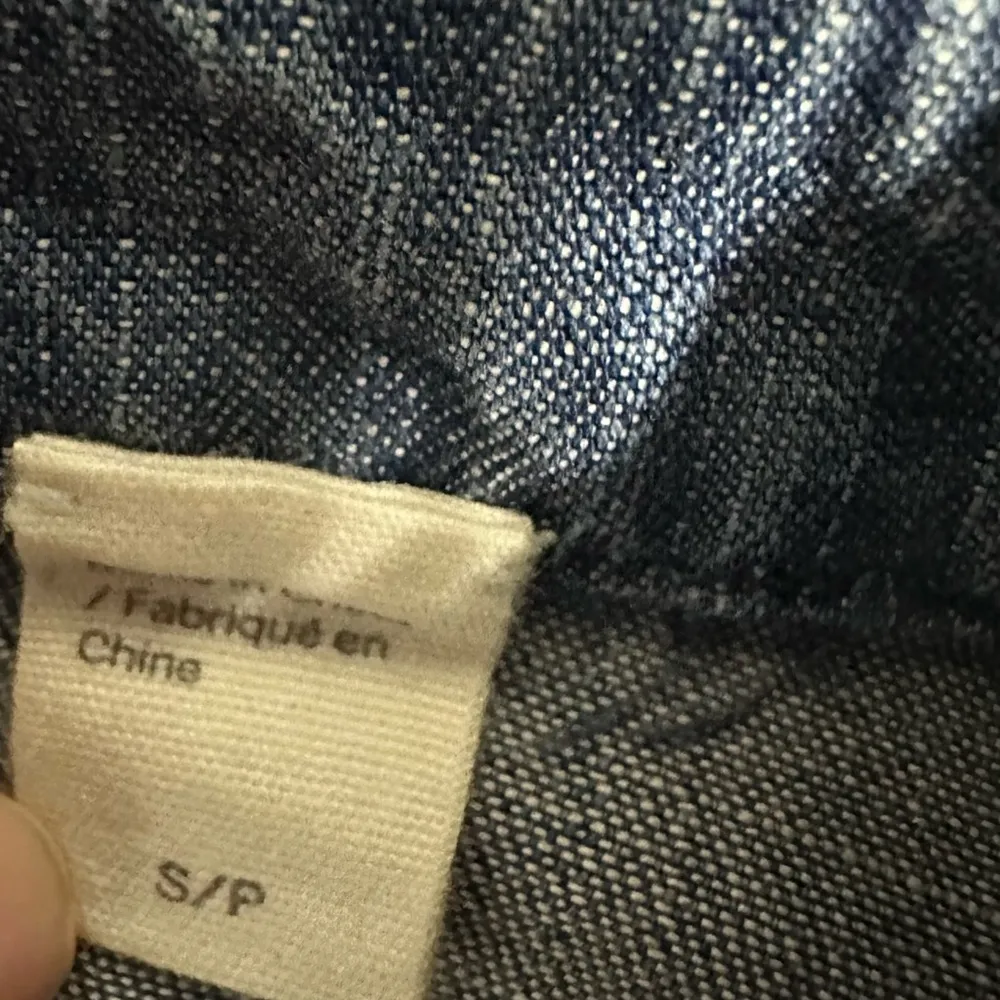 / Fabriqué en
Chine
S/P